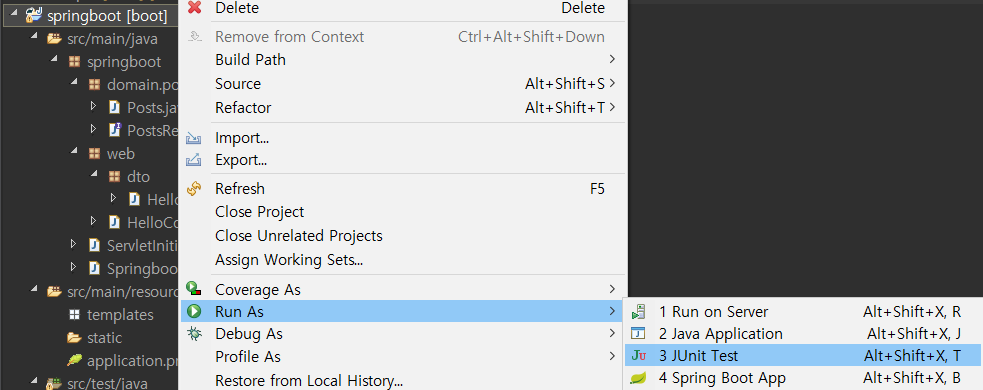 springboot [boot]
src/main/java
springboot
domain.po
Posts.ja
PostsRe
web
dto
Hello
HelloCo
ServletIniti
Springboo
src/main/resour
templates
static
application.pr
src/test/java
Delete Delete
Remove from Context Ctrl+Alt+Shift+Down
Build Path
Source Alt+Shift+S
Refactor Alt+Shift+T
Import...
Export...
Refresh F5
Close Project
Close Unrelated Projects
Assign Working Sets...
Coverage As
Run As
Debug As
Profile As
Restore from Local History...
1 Run on Server Alt+Shift+X, R
2 Java Application Alt+Shift+X, J
3 JUnit Test Alt+Shift+X, T
4 Spring Boot App Alt+Shift+X, B